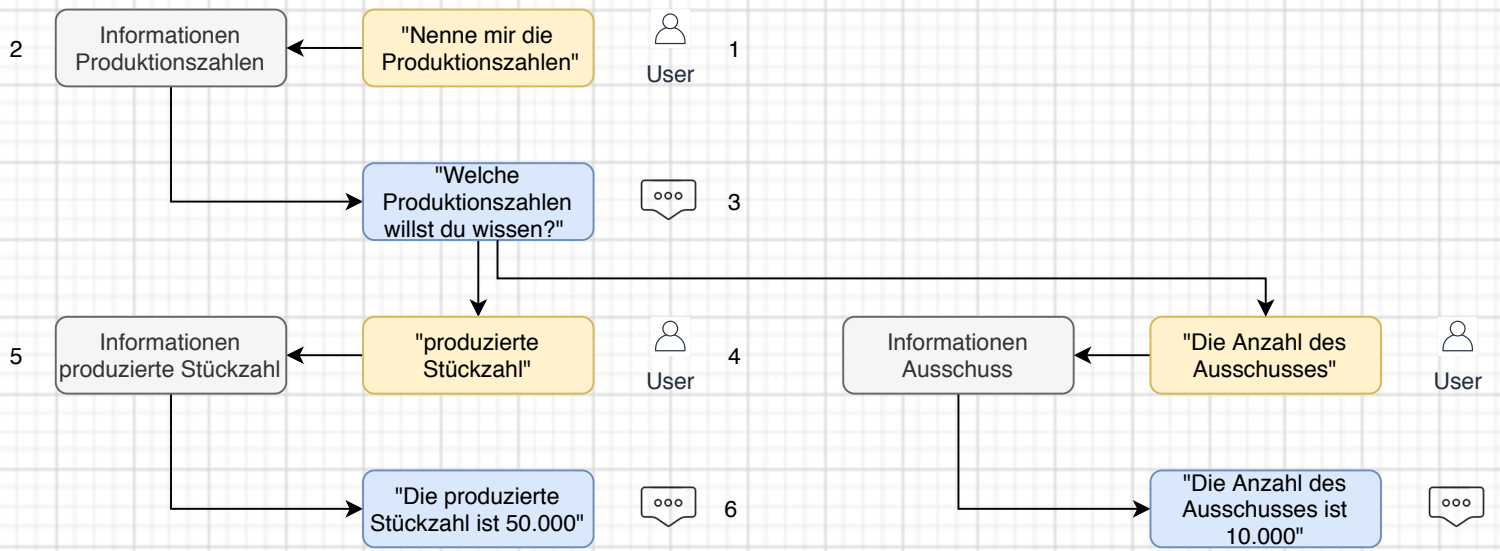 2
Informationen
Produktionszahlen
"Nenne mir die
Produktionszahlen"
User
1
"Welche
Produktionszahlen
willst du wissen?"
3
5
Informationen
produzierte Stückzahl
"produzierte
Stückzahl"
User
4
Informationen
Ausschuss
"Die Anzahl des
Ausschusses"
User
"Die produzierte
Stückzahl ist 50.000"
6
"Die Anzahl des
Ausschusses ist
10.000"